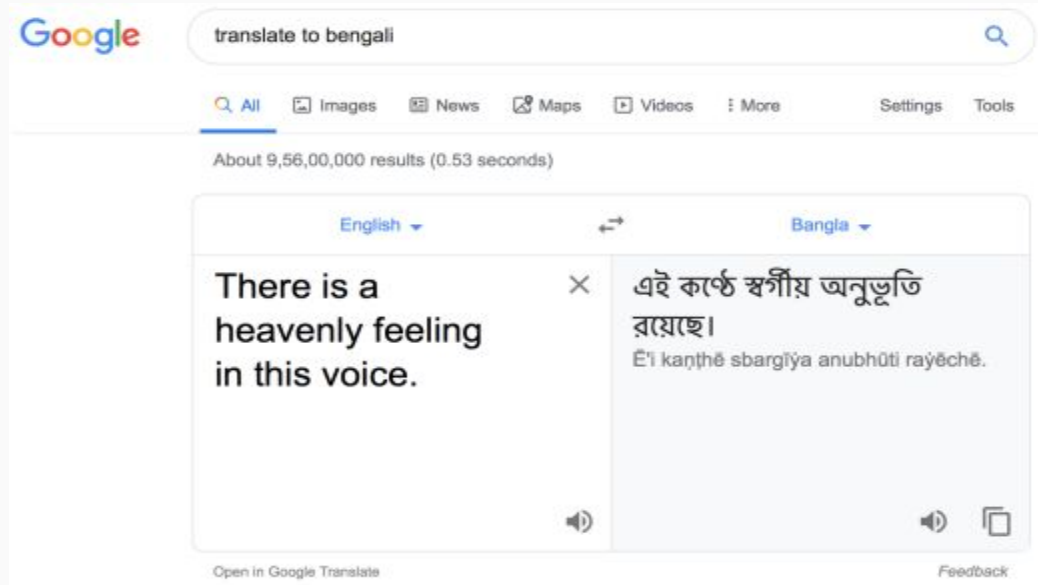 Google
translate to bengali
All Images News Maps Videos More Settings Tools
About 9,56,00,000 results (0.53 seconds)
English Bangla
There is a
heavenly feeling
in this voice.
এই কণ্ঠে স্বর্গীয় অনুভূতি
রয়েছে।
Ē'i kaṇṭhē sbargīẏa anubhūti raẏēchē.
Open in Google Translate Feedback